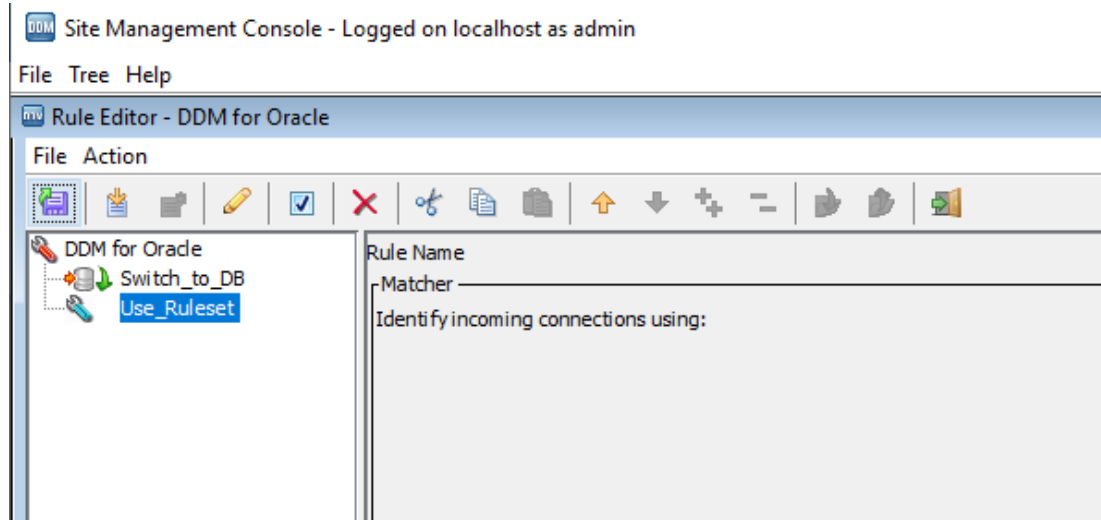 DDM Site Management Console - Logged on localhost as admin
File Tree Help
Rule Editor - DDM for Oracle
File Action
DDM for Oracle
Switch_to_DB
Use_Ruleset
Rule Name
Matcher
Identify incoming connections using: